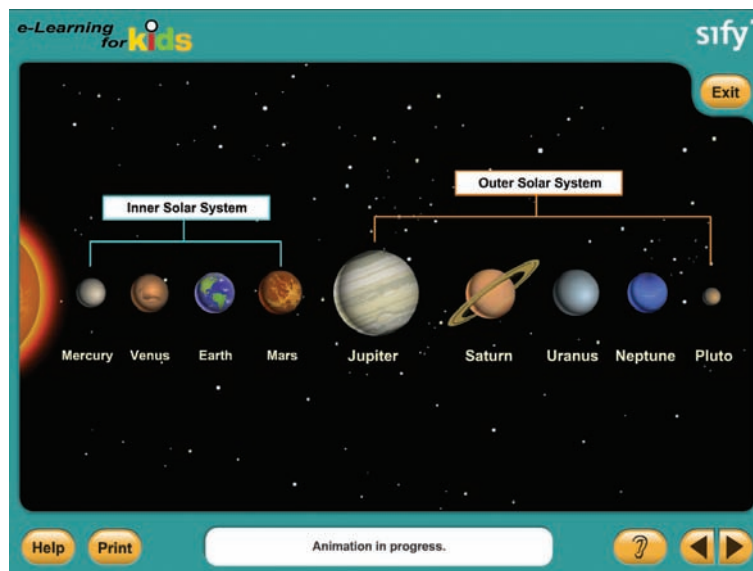 e-Learning
for kids
sify
Exit
Outer Solar System
Inner Solar System
Mercury Venus Earth Mars Jupiter Saturn Uranus Neptune Pluto
Help Print Animation in progress.